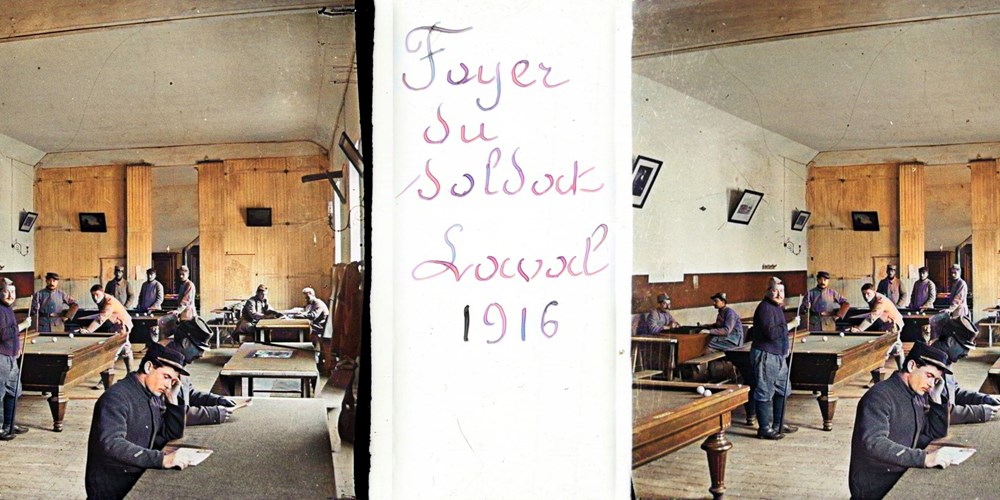 Foyer
du
soldat
Laval
1916